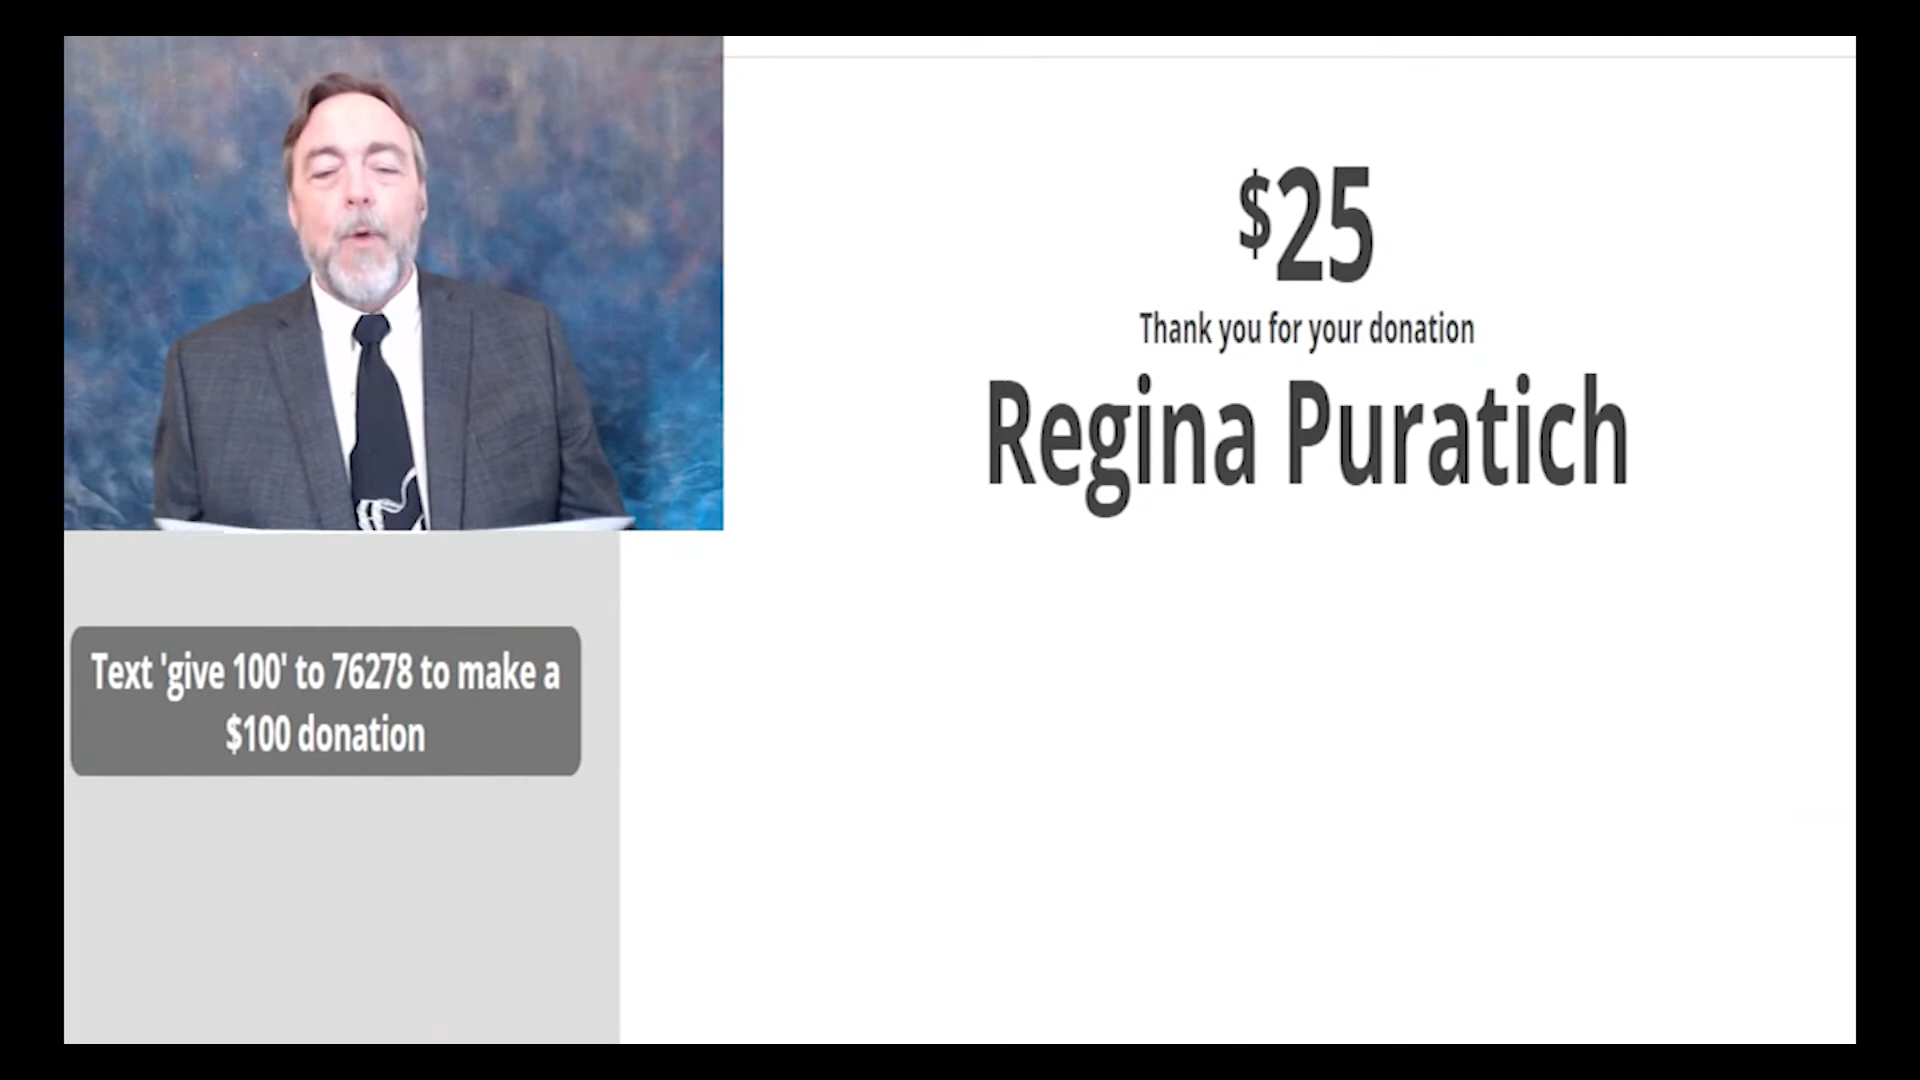 $25
Thank you for your donation
Regina Puratich
Text 'give 100' to 76278 to make a
$100 donation